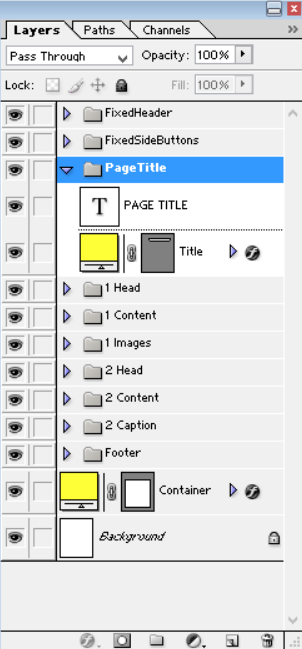 Layers Paths Channels
Pass Through Opacity: 100%
Lock: Fill: 100%
FixedHeader
FixedSideButtons
PageTitle
T PAGE TITLE
Title
1 Head
1 Content
1 Images
2 Head
2 Content
2 Caption
Footer
Container
Background